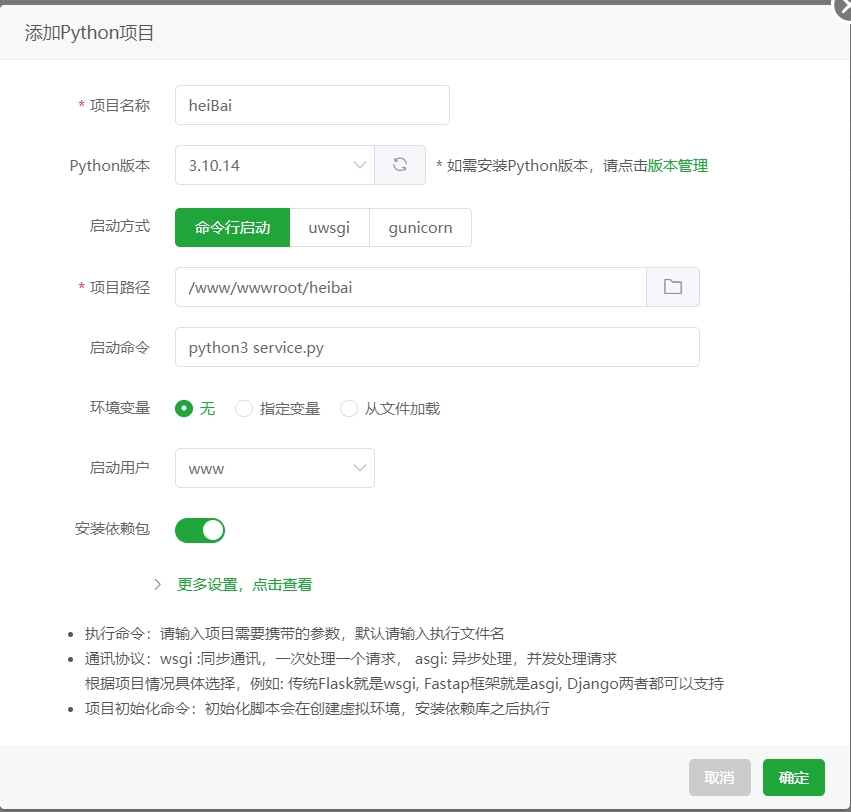 添加Python项目
* 项目名称 heiBai
Python版本 3.10.14 * 如需安装Python版本，请点击版本管理
启动方式 命令行启动 uwsgi gunicorn
* 项目路径 /www/wwwroot/heibai
启动命令 python3 service.py
环境变量 无 指定变量 从文件加载
启动用户 www
安装依赖包
更多设置，点击查看
执行命令：请输入项目需要携带的参数，默认请输入执行文件名
通讯协议：wsgi :同步通讯，一次处理一个请求， asgi: 异步处理，并发处理请求
根据项目情况具体选择，例如: 传统Flask就是wsgi, Fastap框架就是asgi, Django两者都可以支持
项目初始化命令：初始化脚本会在创建虚拟环境，安装依赖库之后执行
取消 确定